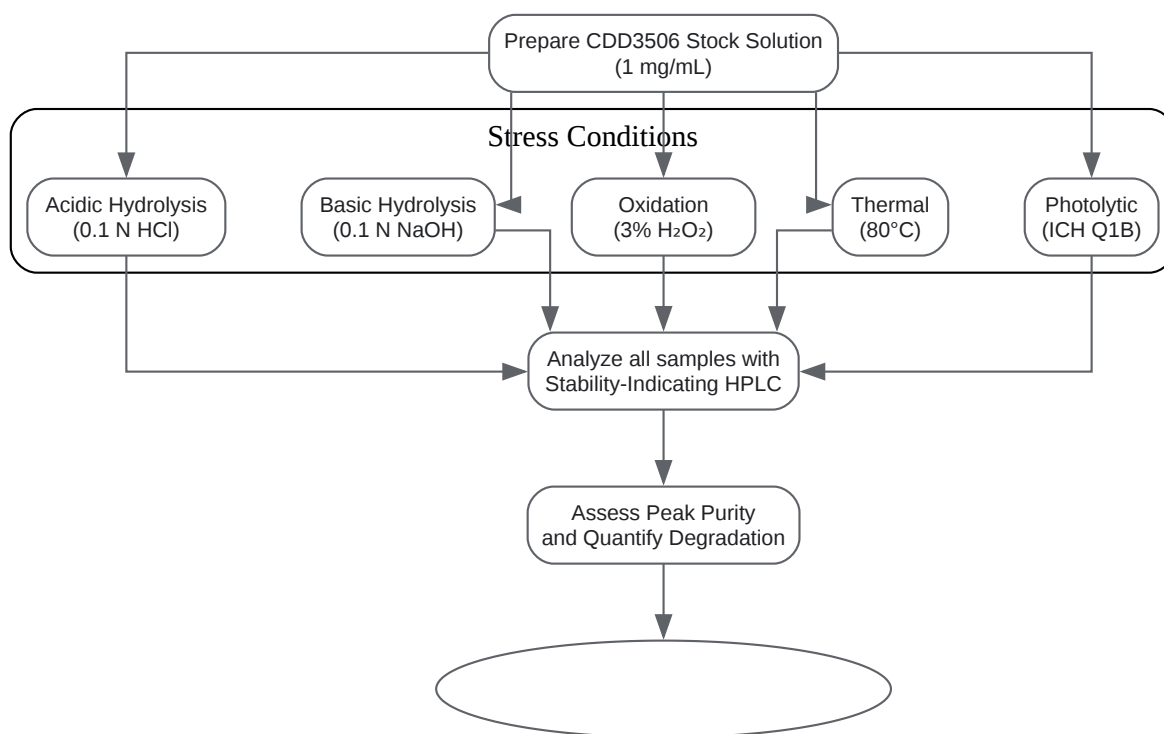 Prepare CDD3506 Stock Solution
(1 mg/mL)
Stress Conditions
Acidic Hydrolysis
(0.1 N HCl)
Basic Hydrolysis
(0.1 N NaOH)
Oxidation
(3% H₂O₂)
Thermal
(80°C)
Photolytic
(ICH Q1B)
Analyze all samples with
Stability-Indicating HPLC
Assess Peak Purity
and Quantify Degradation